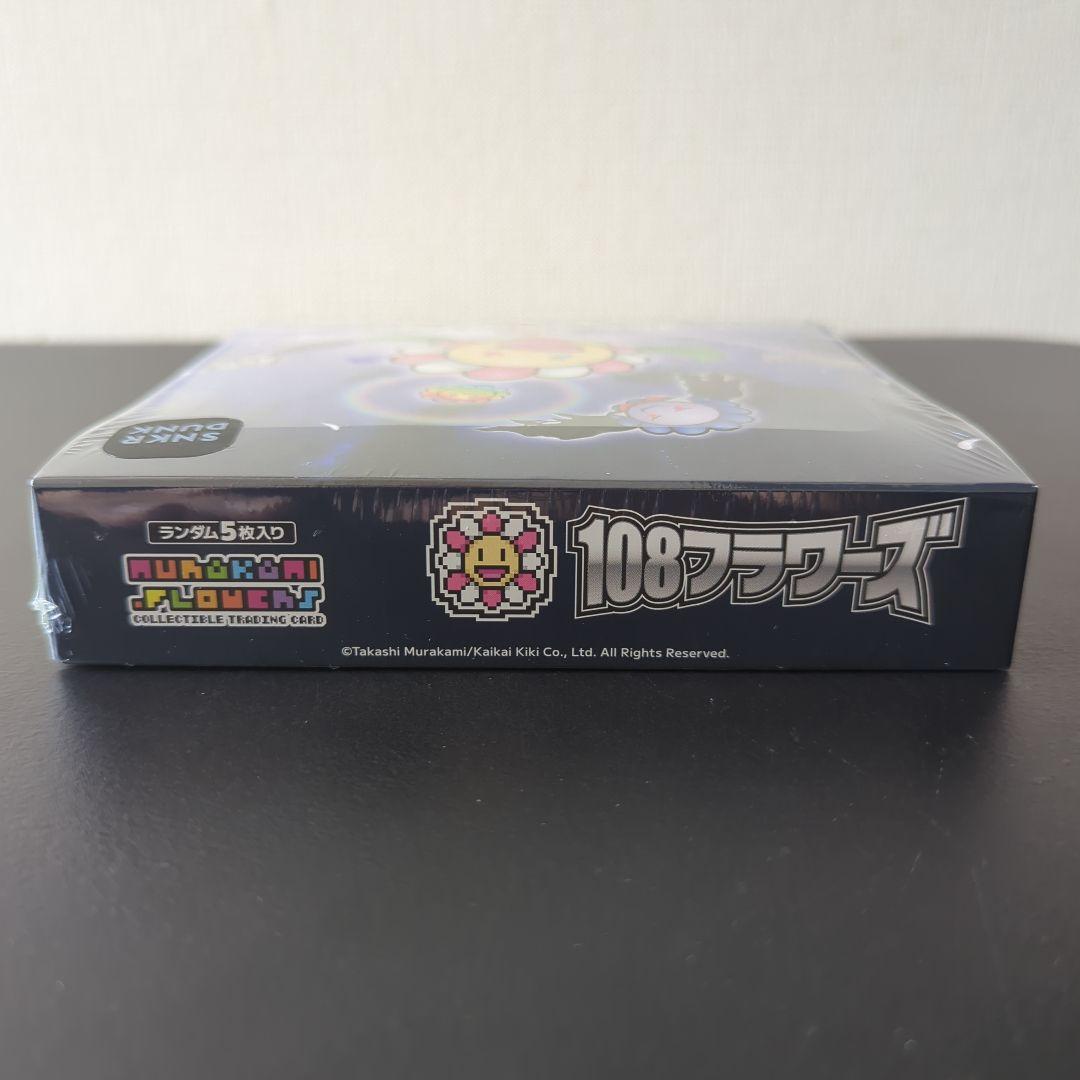 SNKR
DUNK
ランダム5枚入り
MURAKAMI
.FLOWERS
COLLECTIBLE TRADING CARD
108フラワーズ
©Takashi Murakami/Kaikai Kiki Co., Ltd. All Rights Reserved.